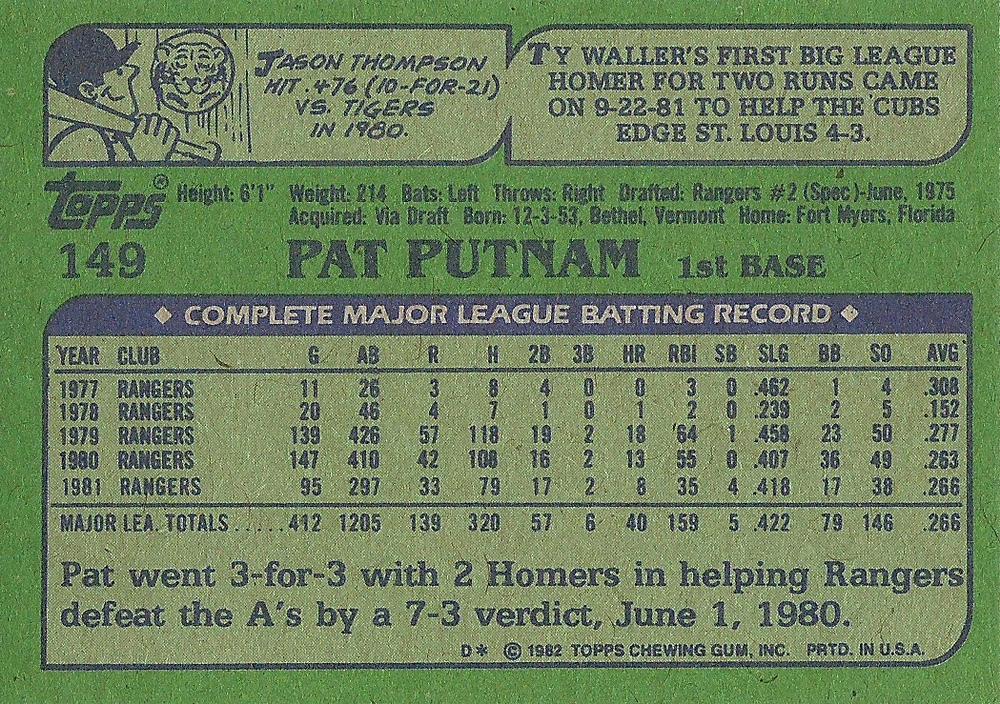 JASON THOMPSON
HIT .476 (10-FOR-21)
VS. TIGERS
IN 1980.
TY WALLER'S FIRST BIG LEAGUE
HOMER FOR TWO RUNS CAME
ON 9-22-81 TO HELP THE CUBS
EDGE ST. LOUIS 4-3.
Topps®
Height: 6'1" Weight: 214 Bats: Left Throws: Right Drafted: Rangers #2 (Spec)-June, 1975
Acquired: Via Draft Born: 12-3-53, Bethel, Vermont Home: Fort Myers, Florida
149 PAT PUTNAM 1st BASE
◆ COMPLETE MAJOR LEAGUE BATTING RECORD ◆
YEAR CLUB G AB R H 2B 3B HR RBI SB SLG BB SO AVG
1977 RANGERS 11 26 3 8 4 0 0 3 0 .462 1 4 .308
1978 RANGERS 20 46 4 7 1 0 1 2 0 .239 2 5 .152
1979 RANGERS 139 426 57 118 19 2 18 64 1 .458 23 50 .277
1980 RANGERS 147 410 42 108 16 2 13 55 0 .407 36 49 .263
1981 RANGERS 95 297 33 79 17 2 8 35 4 .418 17 38 .266
MAJOR LEA. TOTALS.....412 1205 139 320 57 6 40 159 5 .422 79 146 .266
Pat went 3-for-3 with 2 Homers in helping Rangers
defeat the A's by a 7-3 verdict, June 1, 1980.
D* © 1982 TOPPS CHEWING GUM, INC. PRTD. IN U.S.A.